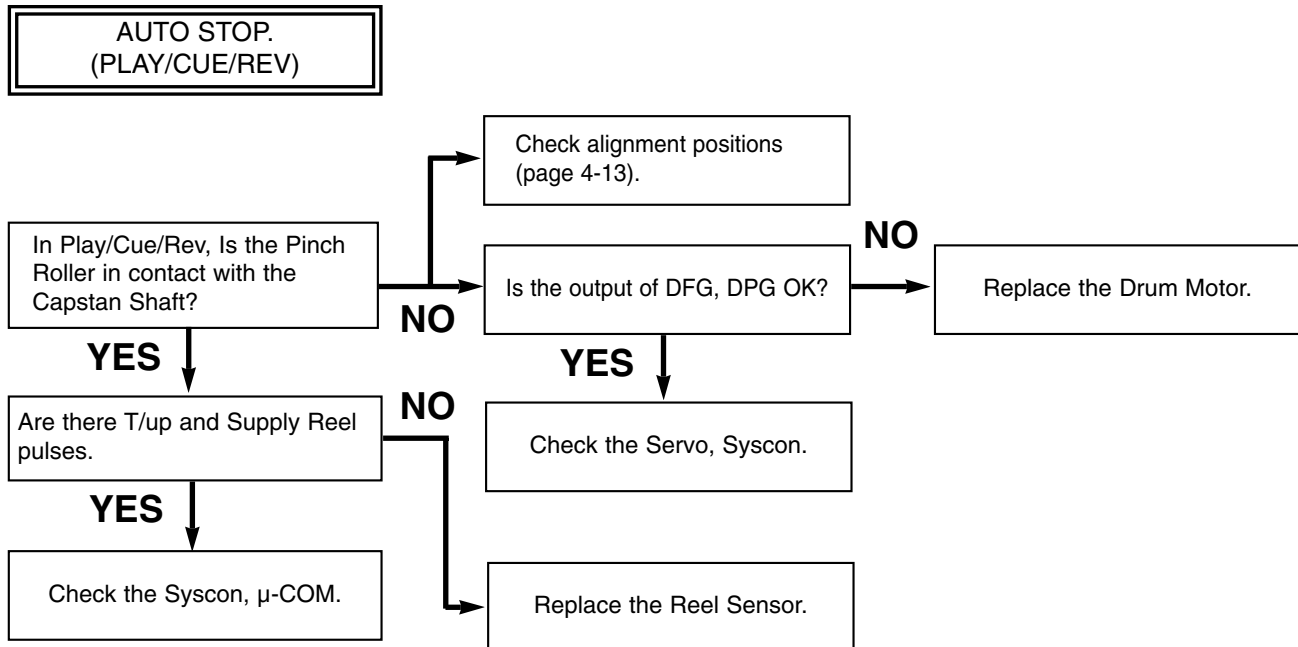 AUTO STOP.
(PLAY/CUE/REV)
Check alignment positions
(page 4-13).
In Play/Cue/Rev, Is the Pinch
Roller in contact with the
Capstan Shaft?
NO
Is the output of DFG, DPG OK?
NO
Replace the Drum Motor.
YES
YES
Are there T/up and Supply Reel
pulses.
NO
Check the Servo, Syscon.
YES
Check the Syscon, µ-COM.
Replace the Reel Sensor.